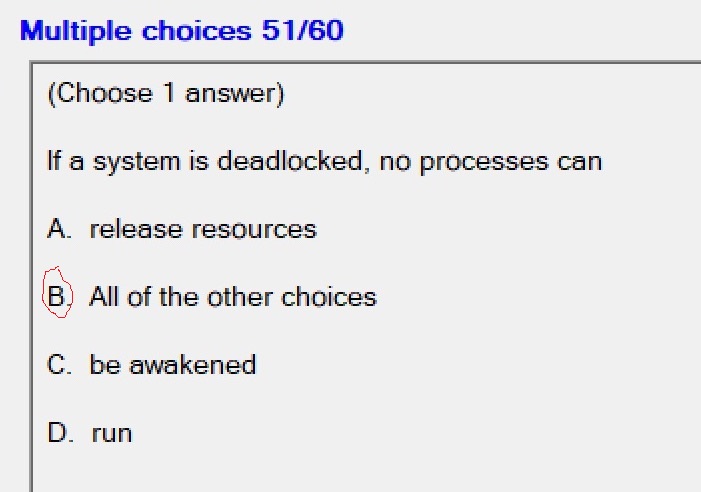 Multiple choices 51/60
(Choose 1 answer)
If a system is deadlocked, no processes can
A. release resources
B. All of the other choices
C. be awakened
D. run